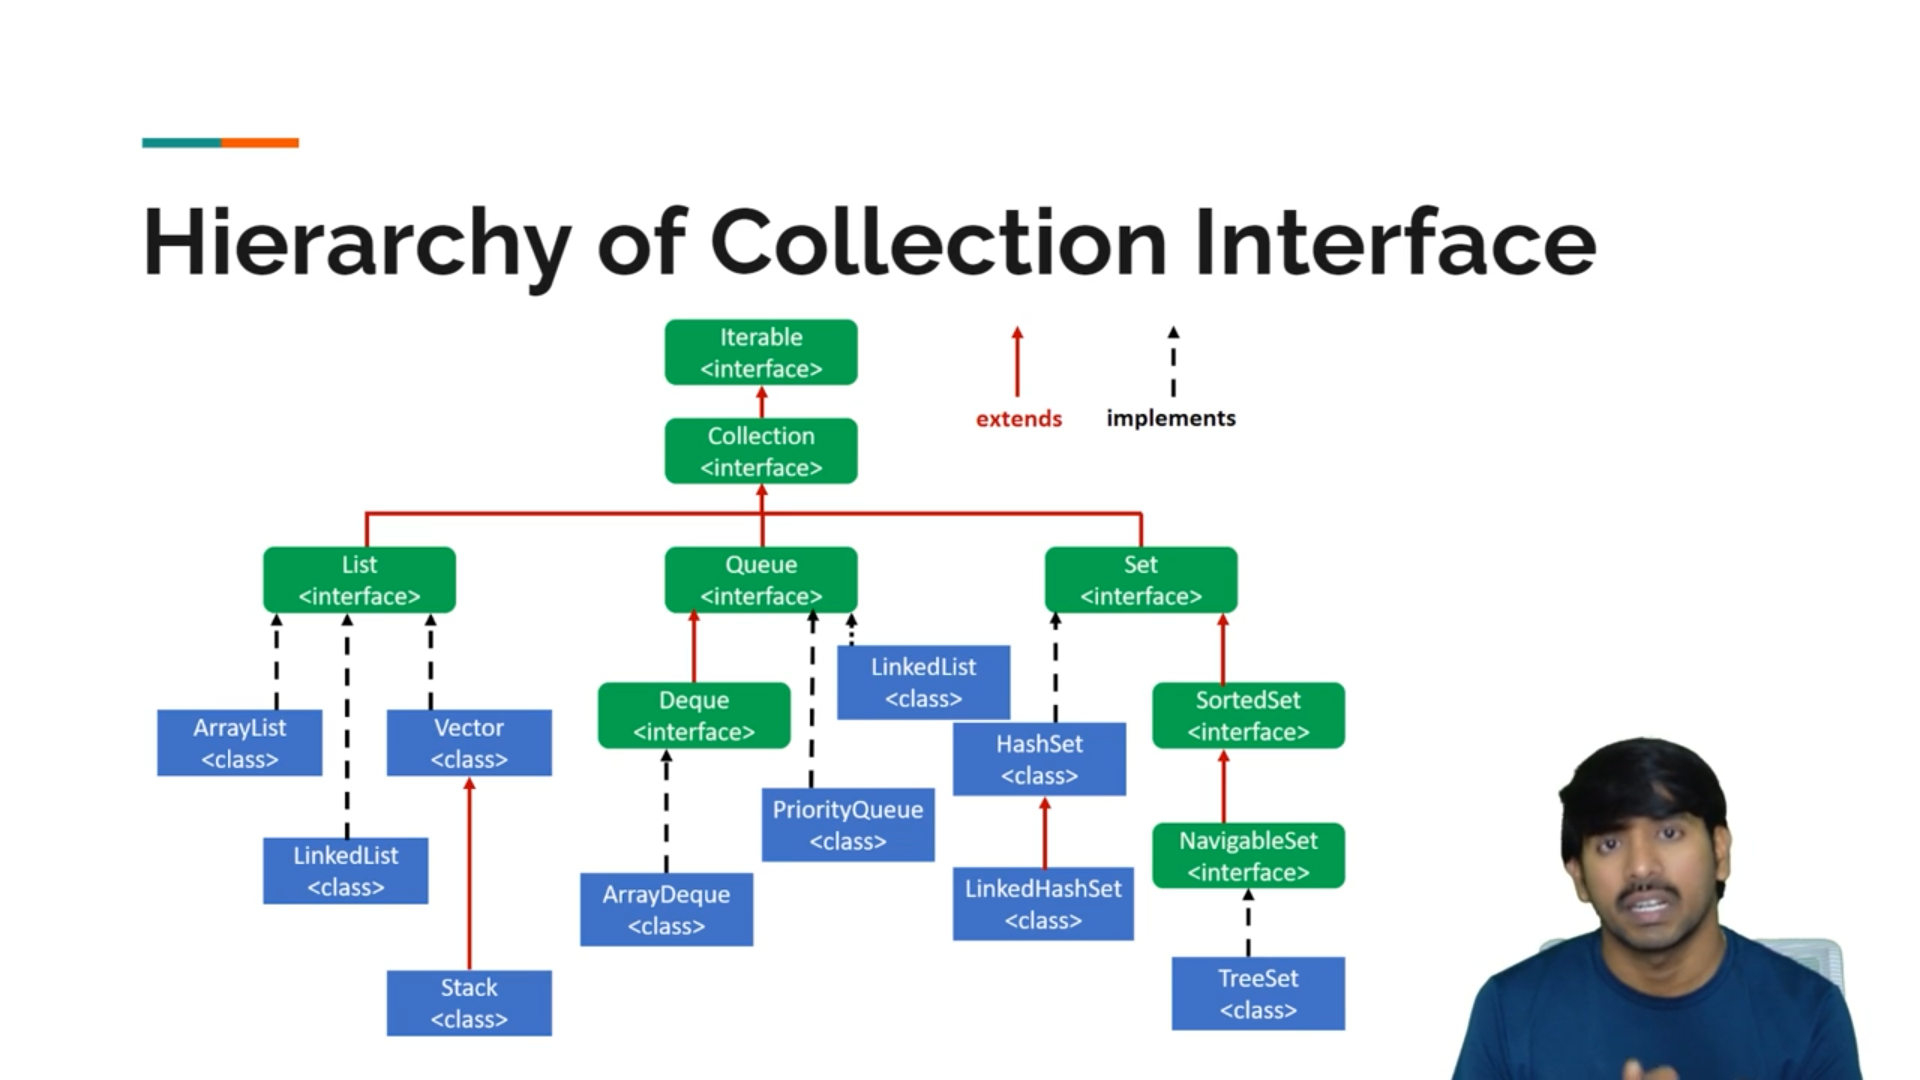 Hierarchy of Collection Interface
Iterable
<interface>
extends
implements
Collection
<interface>
List
<interface>
Queue
<interface>
Set
<interface>
LinkedList
<class>
Deque
<interface>
SortedSet
<interface>
ArrayList
<class>
Vector
<class>
HashSet
<class>
PriorityQueue
<class>
NavigableSet
<interface>
LinkedList
<class>
ArrayDeque
<class>
LinkedHashSet
<class>
Stack
<class>
TreeSet
<class>